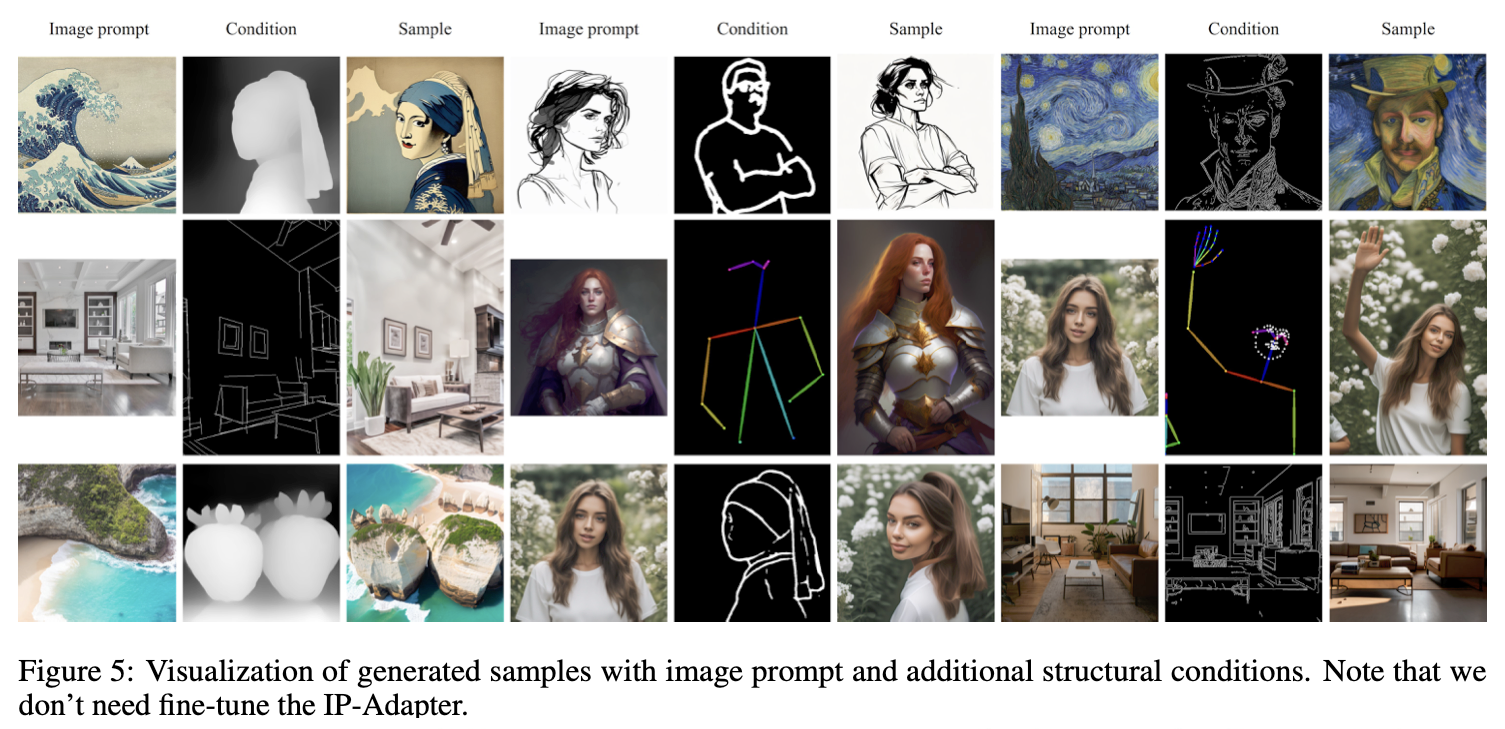 Image prompt Condition Sample Image prompt Condition Sample Image prompt Condition Sample
Figure 5: Visualization of generated samples with image prompt and additional structural conditions. Note that we
don't need fine-tune the IP-Adapter.